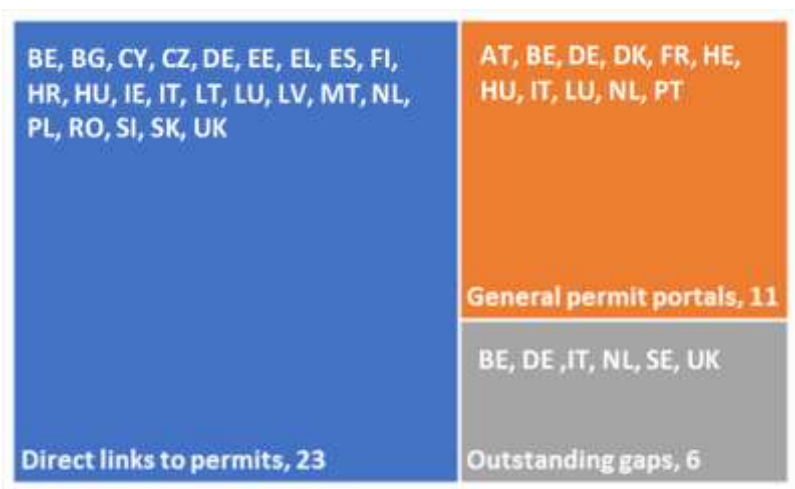 BE, BG, CY, CZ, DE, EE, EL, ES, FI,
HR, HU, IE, IT, LT, LU, LV, MT, NL,
PL, RO, SI, SK, UK
Direct links to permits, 23
AT, BE, DE, DK, FR, HE,
HU, IT, LU, NL, PT
General permit portals, 11
BE, DE ,IT, NL, SE, UK
Outstanding gaps, 6